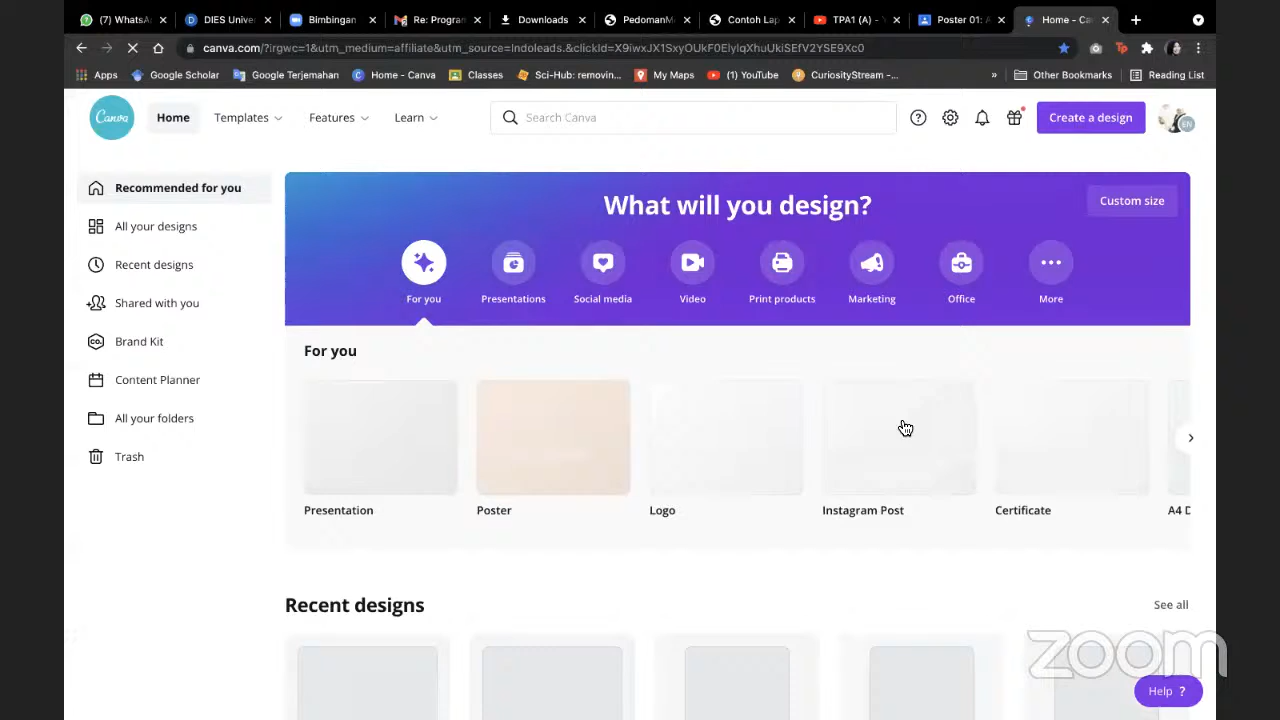 (7) WhatsA
DIES Univer
Bimbingan
Re: Program
Downloads
PedomanMe
Contoh Lap
TPA1 (A) - Y
Poster 01: A
Home - Can
canva.com/?irgwc=1&utm_medium=affiliate&utm_source=Indoleads.&clickId=X9iwxJX1SxyOUkF0ElyIqXhuUkiSEfV2YSE9Xc0
Apps
Google Scholar
Google Terjemahan
Home - Canva
Classes
Sci-Hub: removin...
My Maps
(1) YouTube
CuriosityStream -...
»
Other Bookmarks
Reading List
Canva
Home
Templates
Features
Learn
Search Canva
Create a design
EN
Recommended for you
All your designs
Recent designs
Shared with you
Brand Kit
Content Planner
All your folders
Trash
What will you design?
Custom size
For you
Presentations
Social media
Video
Print products
Marketing
Office
More
For you
Presentation
Poster
Logo
Instagram Post
Certificate
A4 D
Recent designs
See all
zoom
Help ?